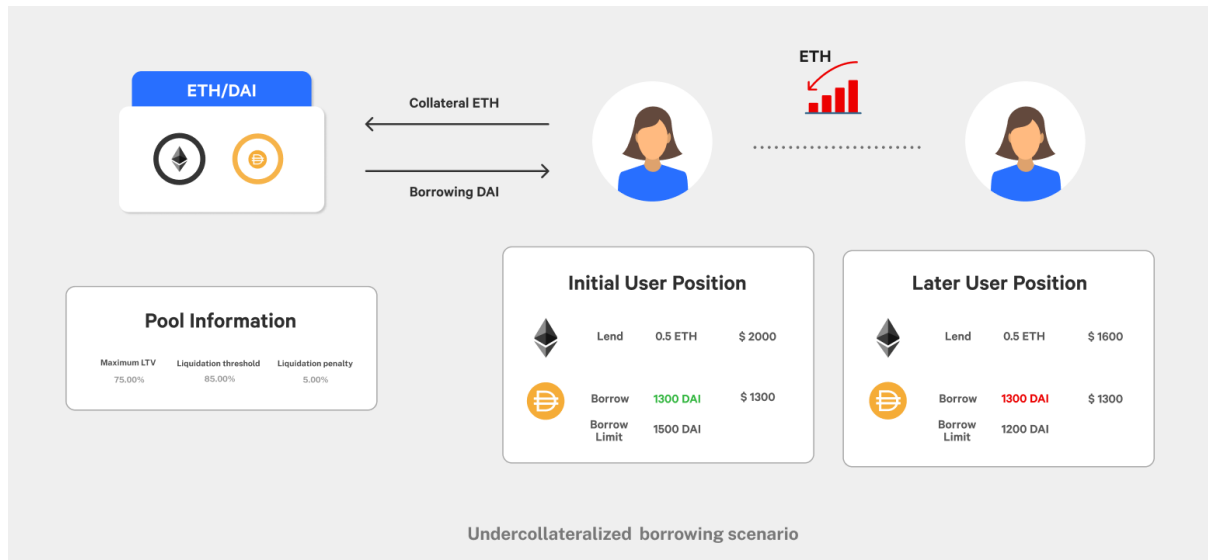 ETH/DAI
Collateral ETH
Borrowing DAI
ETH
Pool Information
Maximum LTV Liquidation threshold Liquidation penalty
75.00% 85.00% 5.00%
Initial User Position
Lend 0.5 ETH $ 2000
Borrow 1300 DAI $ 1300
Borrow
Limit 1500 DAI
Later User Position
Lend 0.5 ETH $ 1600
Borrow 1300 DAI $ 1300
Borrow
Limit 1200 DAI
Undercollateralized borrowing scenario